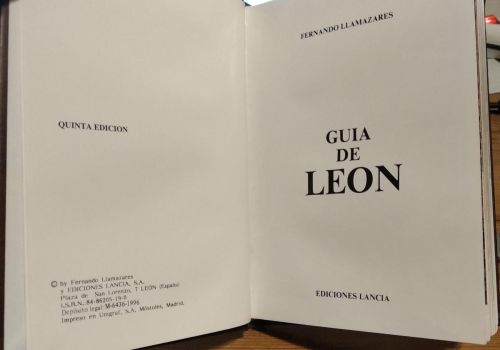 QUINTA EDICION
© by Fernando Llamazares
y EDICIONES LANCIA, S.A.
Plaza de San Lorenzo, 7 LEON (España)
I.S.B.N.: 84-86205-19-0
Depósito legal: M-6436-1996
Impreso en Unigraf, S.A. Móstoles, Madrid.
FERNANDO LLAMAZARES
GUIA
DE
LEON
EDICIONES LANCIA